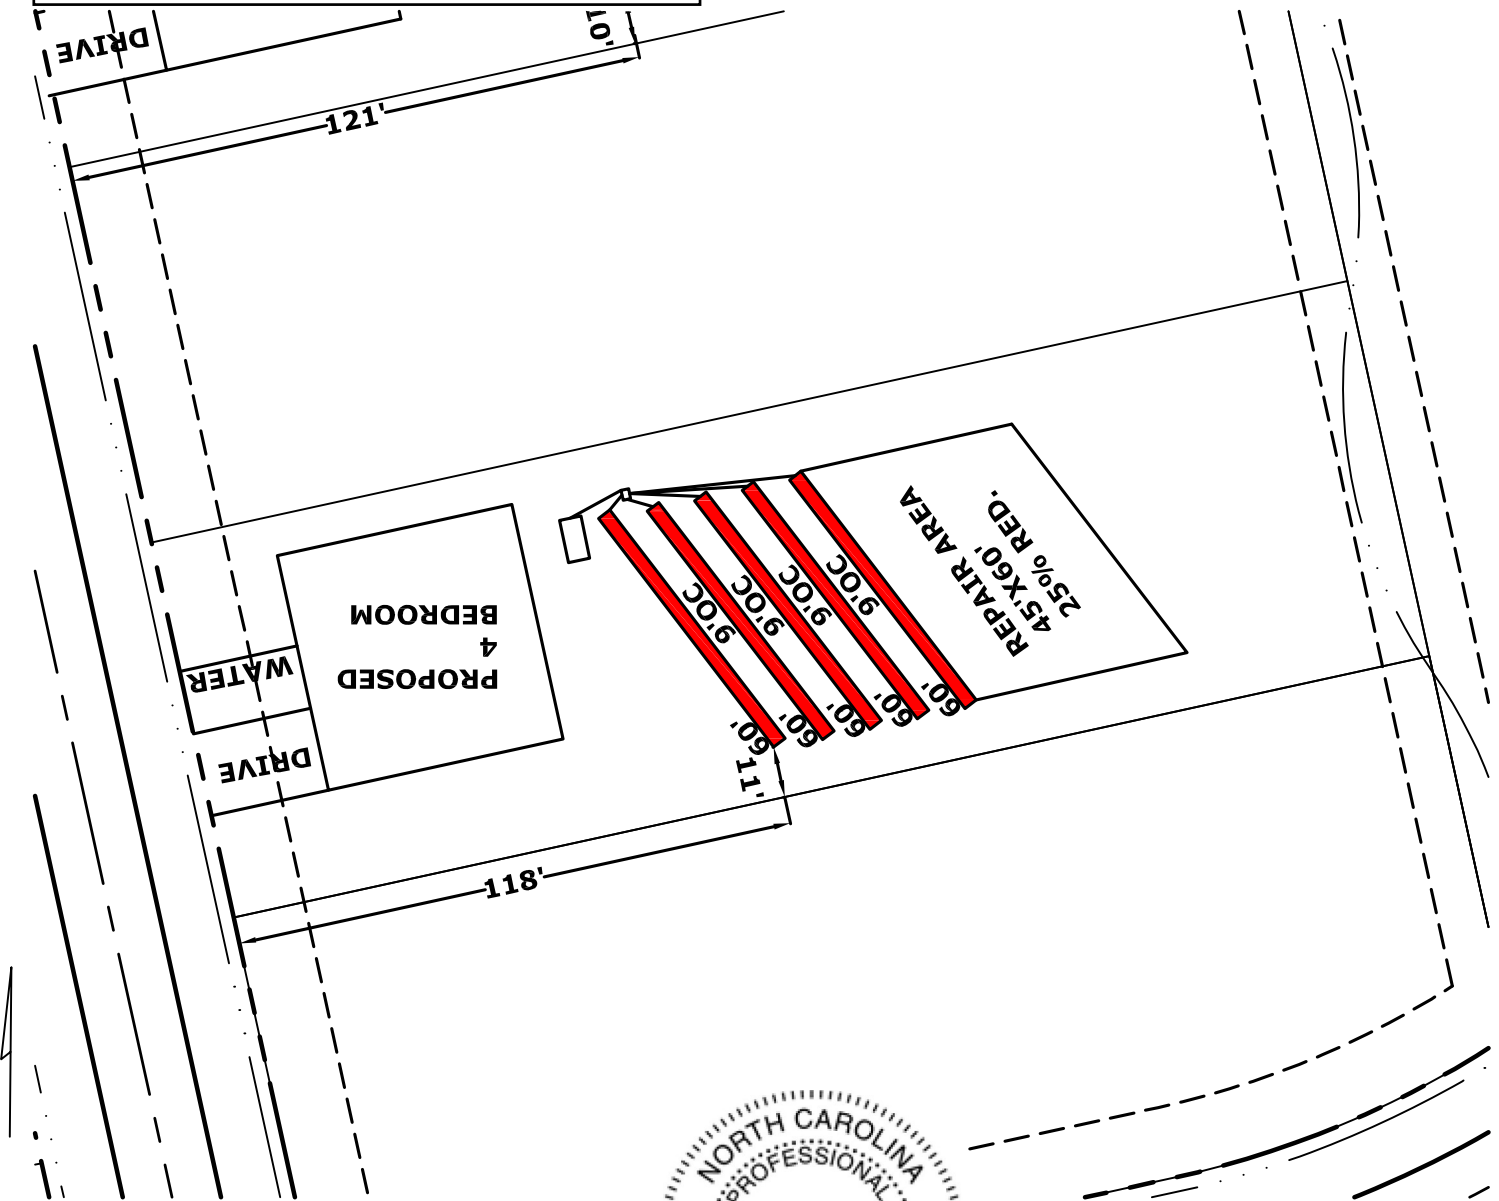 DRIVE
10'
121'
PROPOSED
4
BEDROOM
WATER
DRIVE
9'OC
9'OC
9'OC
9'OC
60'
60'
60'
60'
60'
REPAIR AREA
45'X60'
25% RED.
11'
118'
NORTH CAROLINA
PROFESSIONAL